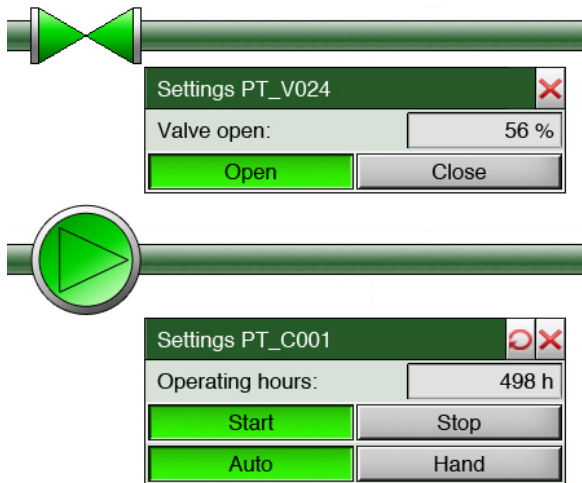 Settings PT_V024
Valve open: 56 %
Open Close
Settings PT_C001
Operating hours: 498 h
Start Stop
Auto Hand